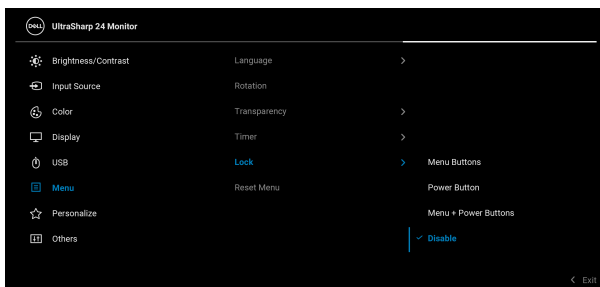 DELL UltraSharp 24 Monitor
Brightness/Contrast Language
Input Source Rotation
Color Transparency
Display Timer
USB Lock Menu Buttons
Menu Reset Menu Power Button
Personalize Menu + Power Buttons
Others Disable
Exit